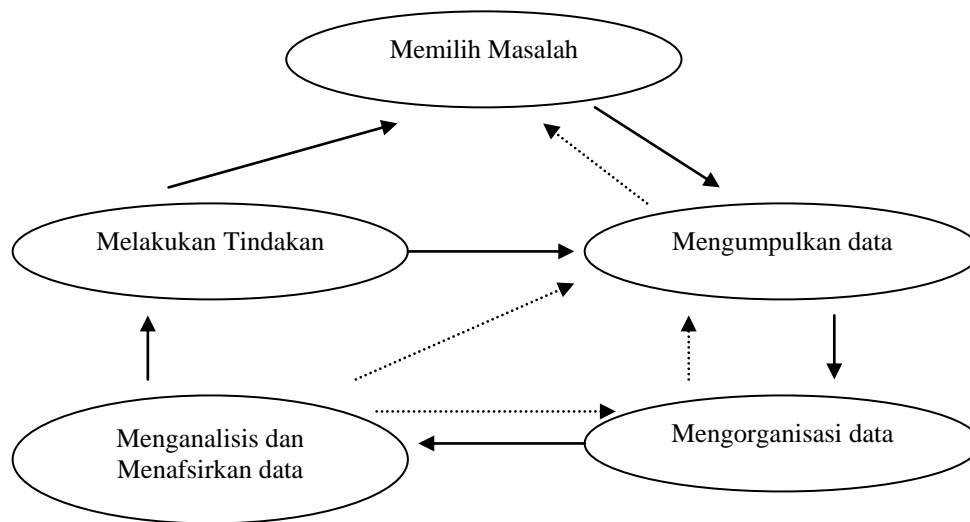 Memilih Masalah
Melakukan Tindakan
Mengumpulkan data
Menganalisis dan
Menafsirkan data
Mengorganisasi data